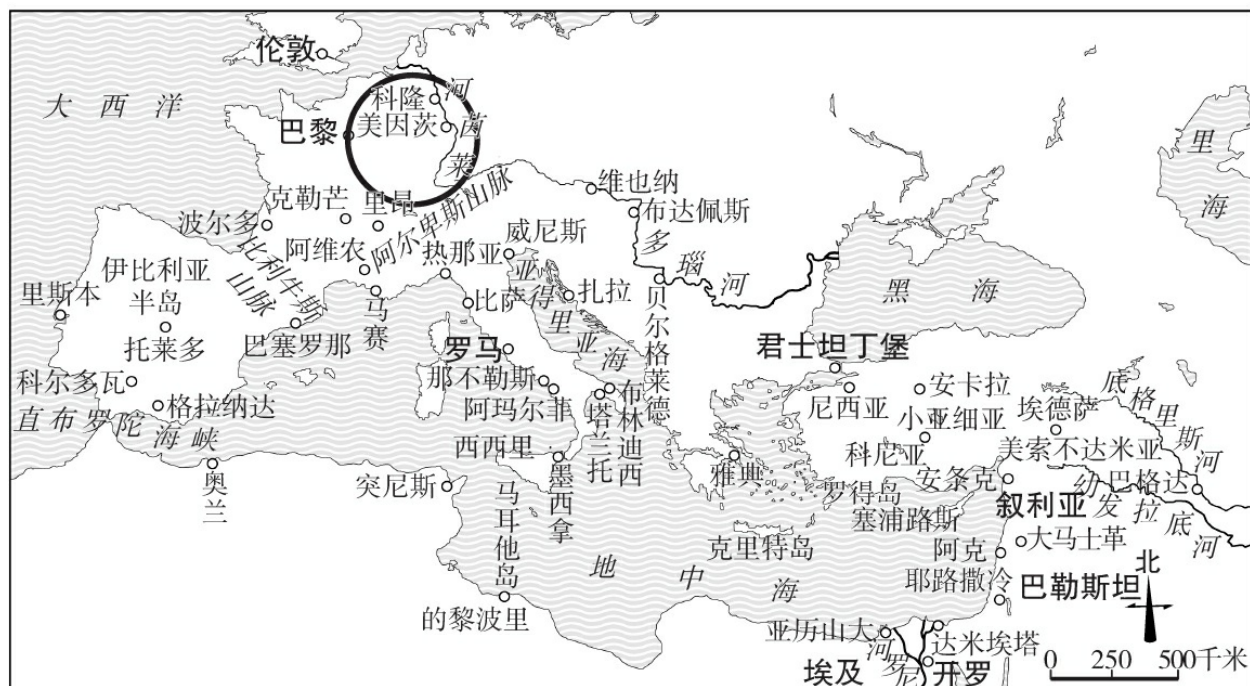 伦敦
大西洋
科隆
河
美因茨
茵
巴黎
莱
里
海
克勒芒
里昂
阿尔卑斯山脉
维也纳
布达佩斯
波尔多
比利牛斯
山脉
阿维农
热那亚
威尼斯
多瑙河
伊比利亚
半岛
里斯本
马赛
比萨
亚得里亚海
扎拉
黑海
托莱多
巴塞罗那
罗马
贝尔格莱德
君士坦丁堡
科尔多瓦
那不勒斯
布林迪西
安卡拉
底格里斯河
格拉纳达
阿玛尔菲
塔兰托
尼西亚
小亚细亚
埃德萨
直布罗陀海峡
西西里
科尼亚
美索不达米亚
奥兰
突尼斯
墨西拿
雅典
罗得岛
安条克
幼发拉底河
巴格达
马耳他岛
塞浦路斯
叙利亚
克里特岛
阿克
大马士革
地中海
耶路撒冷
巴勒斯坦
北
的黎波里
亚历山大
达米埃塔
尼罗河
埃及
开罗
0 250 500千米